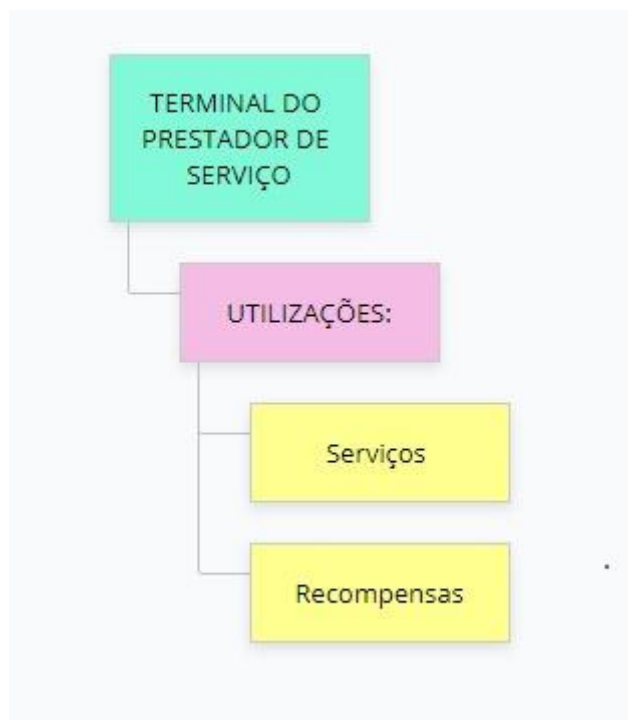 TERMINAL DO
PRESTADOR DE
SERVIÇO
UTILIZAÇÕES:
Serviços
Recompensas
.